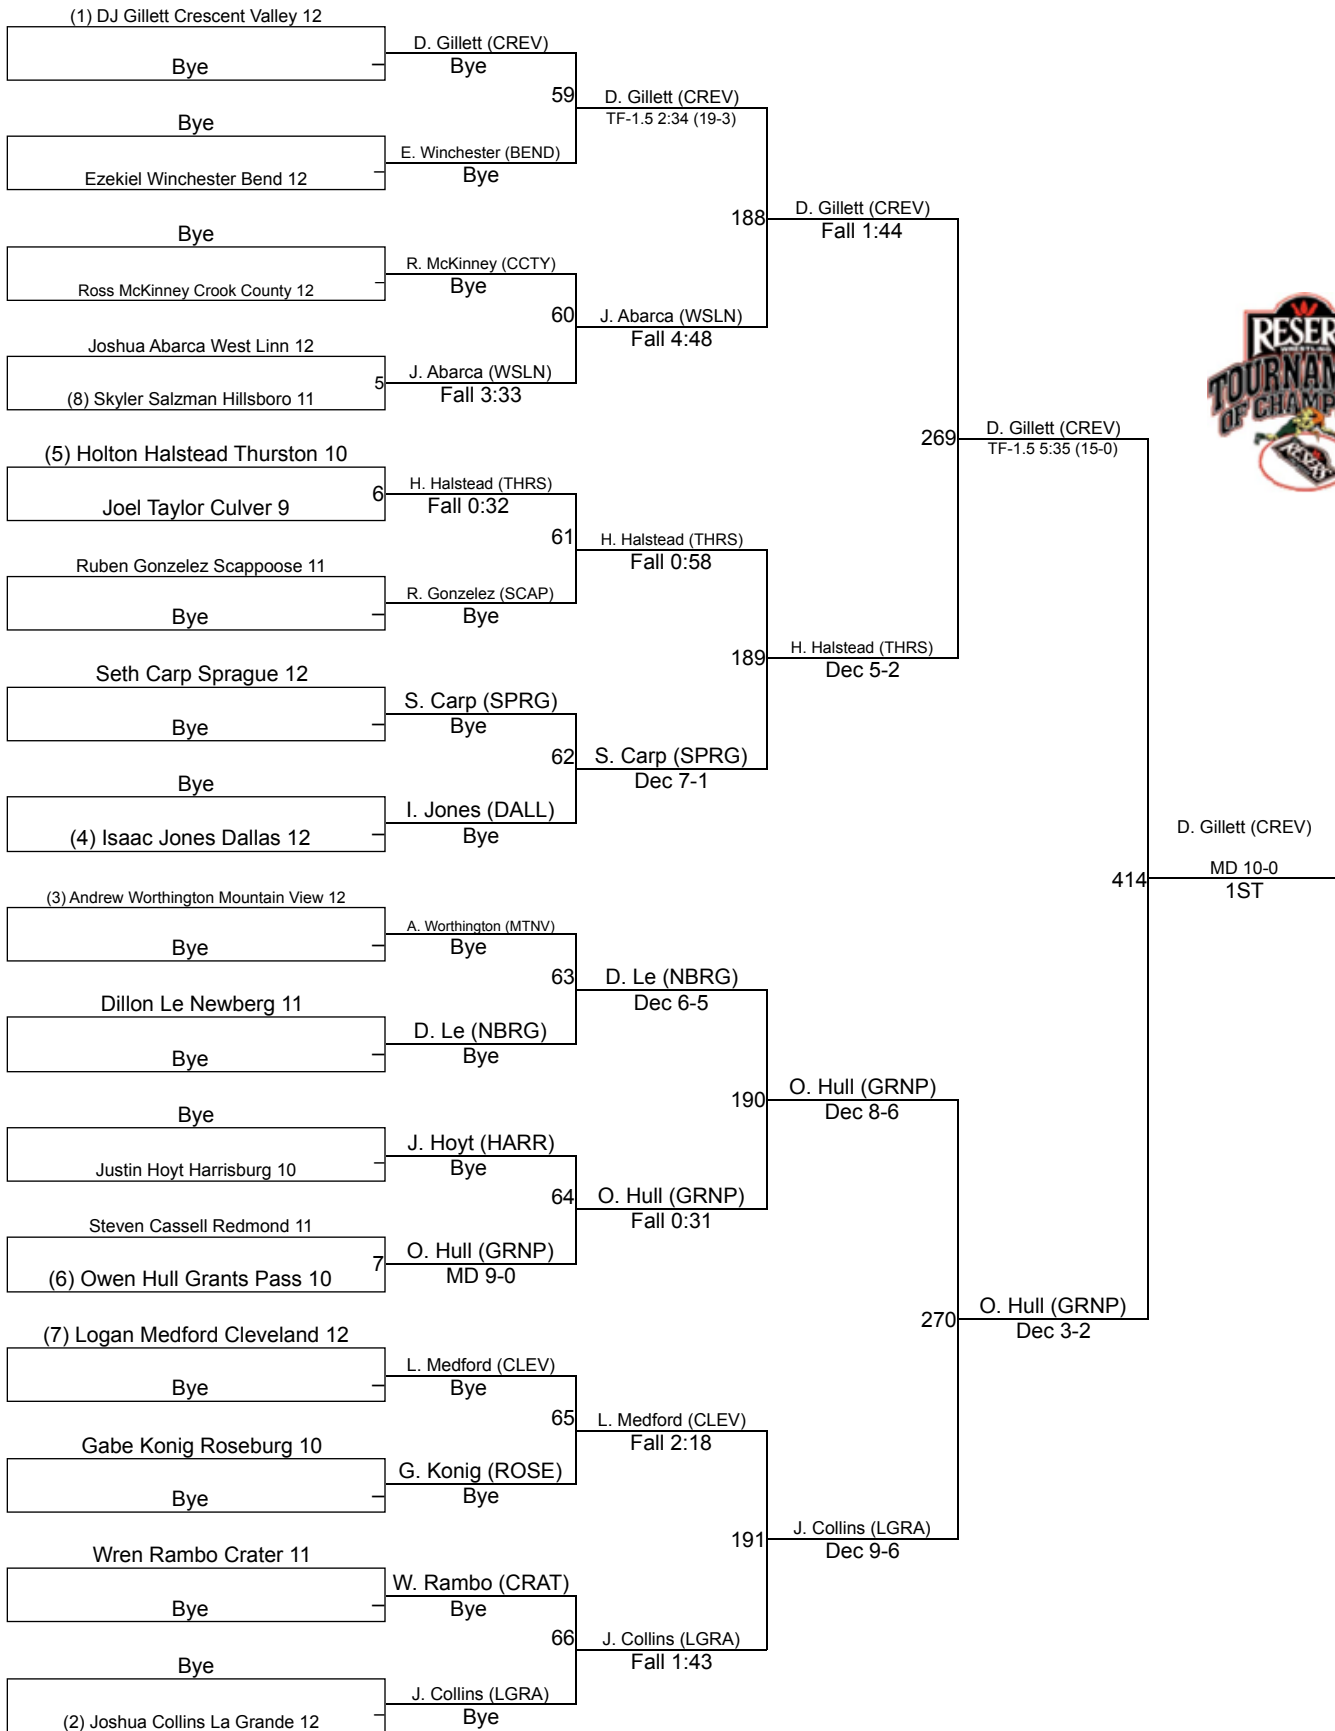 (1) DJ Gillett Crescent Valley 12
Bye
Bye
Ezekiel Winchester Bend 12
Bye
Ross McKinney Crook County 12
Joshua Abarca West Linn 12
5
(8) Skyler Salzman Hillsboro 11
(5) Holton Halstead Thurston 10
6
Joel Taylor Culver 9
Ruben Gonzelez Scappoose 11
Bye
Seth Carp Sprague 12
Bye
Bye
(4) Isaac Jones Dallas 12
(3) Andrew Worthington Mountain View 12
Bye
Dillon Le Newberg 11
Bye
Bye
Justin Hoyt Harrisburg 10
Steven Cassell Redmond 11
7
(6) Owen Hull Grants Pass 10
(7) Logan Medford Cleveland 12
Bye
Gabe Konig Roseburg 10
Bye
Wren Rambo Crater 11
Bye
Bye
(2) Joshua Collins La Grande 12
D. Gillett (CREV)
Bye
59
E. Winchester (BEND)
Bye
R. McKinney (CCTY)
Bye
60
J. Abarca (WSLN)
Fall 3:33
H. Halstead (THRS)
Fall 0:32
61
R. Gonzelez (SCAP)
Bye
S. Carp (SPRG)
Bye
62
I. Jones (DALL)
Bye
A. Worthington (MTNV)
Bye
63
D. Le (NBRG)
Bye
J. Hoyt (HARR)
Bye
64
O. Hull (GRNP)
MD 9-0
L. Medford (CLEV)
Bye
65
G. Konig (ROSE)
Bye
W. Rambo (CRAT)
Bye
66
J. Collins (LGRA)
Bye
D. Gillett (CREV)
TF-1.5 2:34 (19-3)
188
J. Abarca (WSLN)
Fall 4:48
H. Halstead (THRS)
Fall 0:58
189
S. Carp (SPRG)
Dec 7-1
D. Le (NBRG)
Dec 6-5
190
O. Hull (GRNP)
Fall 0:31
L. Medford (CLEV)
Fall 2:18
191
J. Collins (LGRA)
Fall 1:43
D. Gillett (CREV)
Fall 1:44
269
H. Halstead (THRS)
Dec 5-2
O. Hull (GRNP)
Dec 8-6
270
J. Collins (LGRA)
Dec 9-6
D. Gillett (CREV)
TF-1.5 5:35 (15-0)
414
O. Hull (GRNP)
Dec 3-2
D. Gillett (CREV)
MD 10-0
1ST
RESER
TOURNAM
OF CHAMP